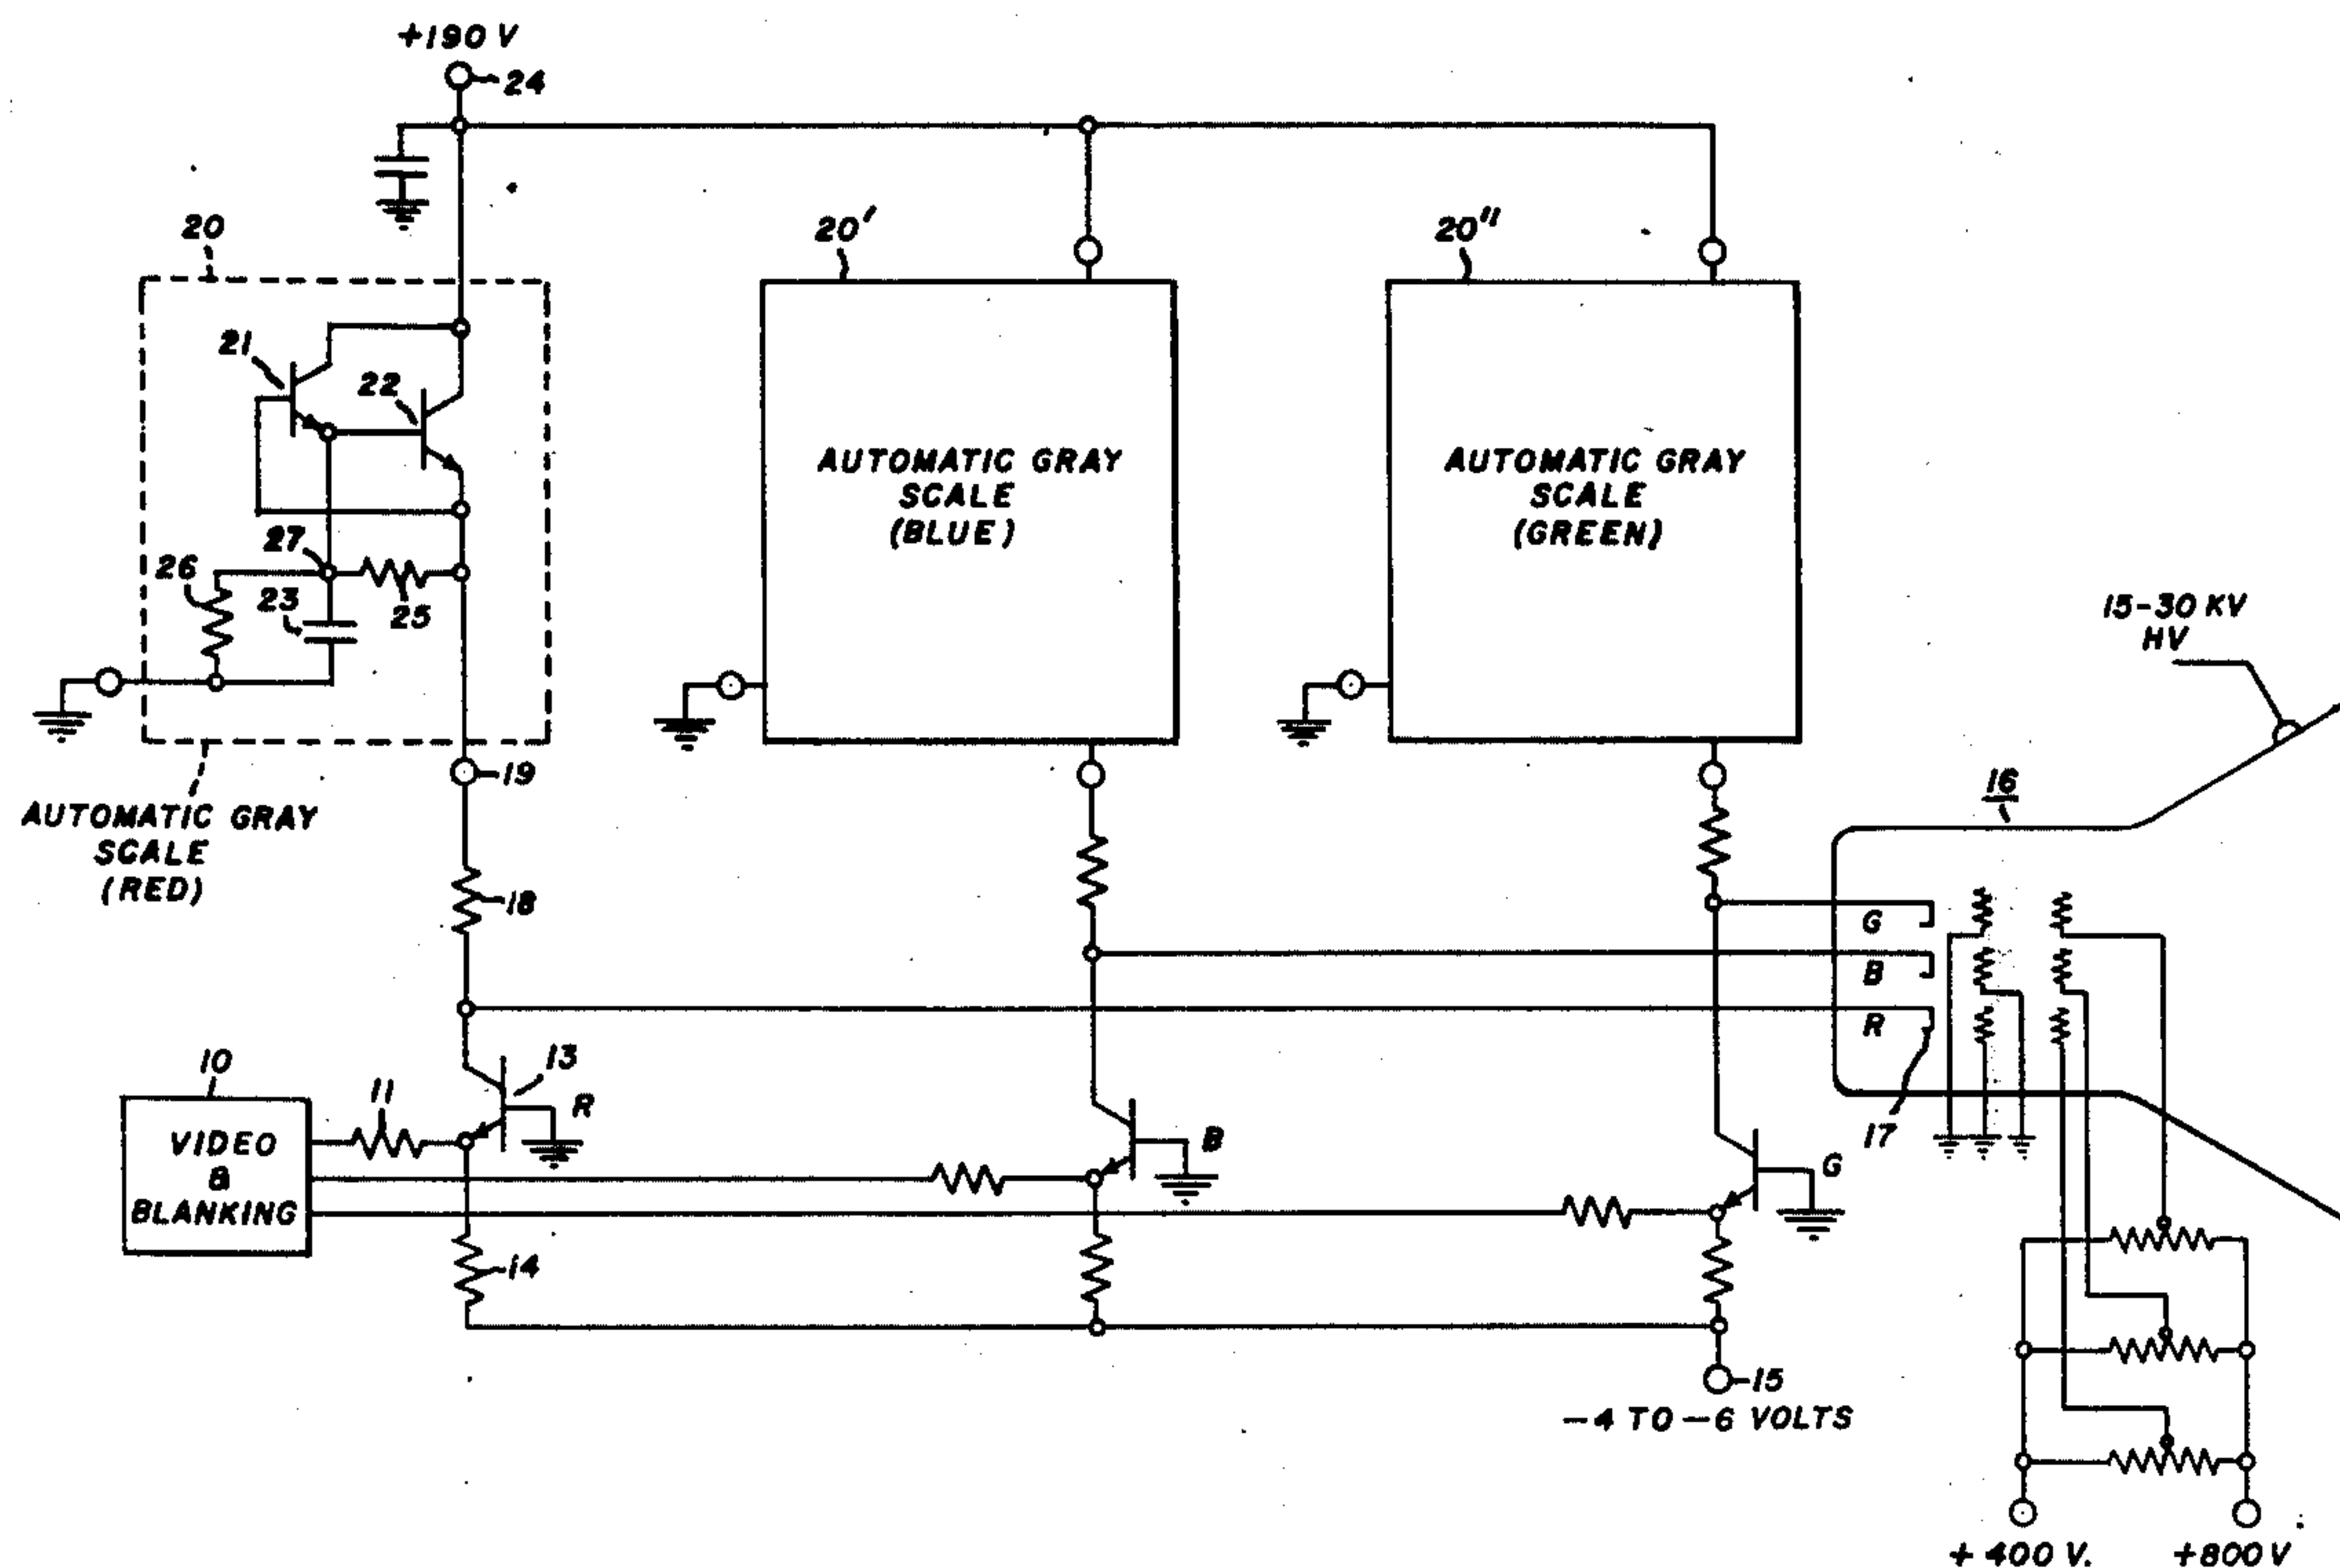 +190 V
24
20
20′
20″
21
22
AUTOMATIC GRAY
SCALE
(BLUE)
AUTOMATIC GRAY
SCALE
(GREEN)
27
26
23
25
15-30 KV
HV
19
16
AUTOMATIC GRAY
SCALE
(RED)
18
G
B
R
17
10
11
13
R
VIDEO
&
BLANKING
B
G
14
15
-4 TO -6 VOLTS
+400 V.
+800 V